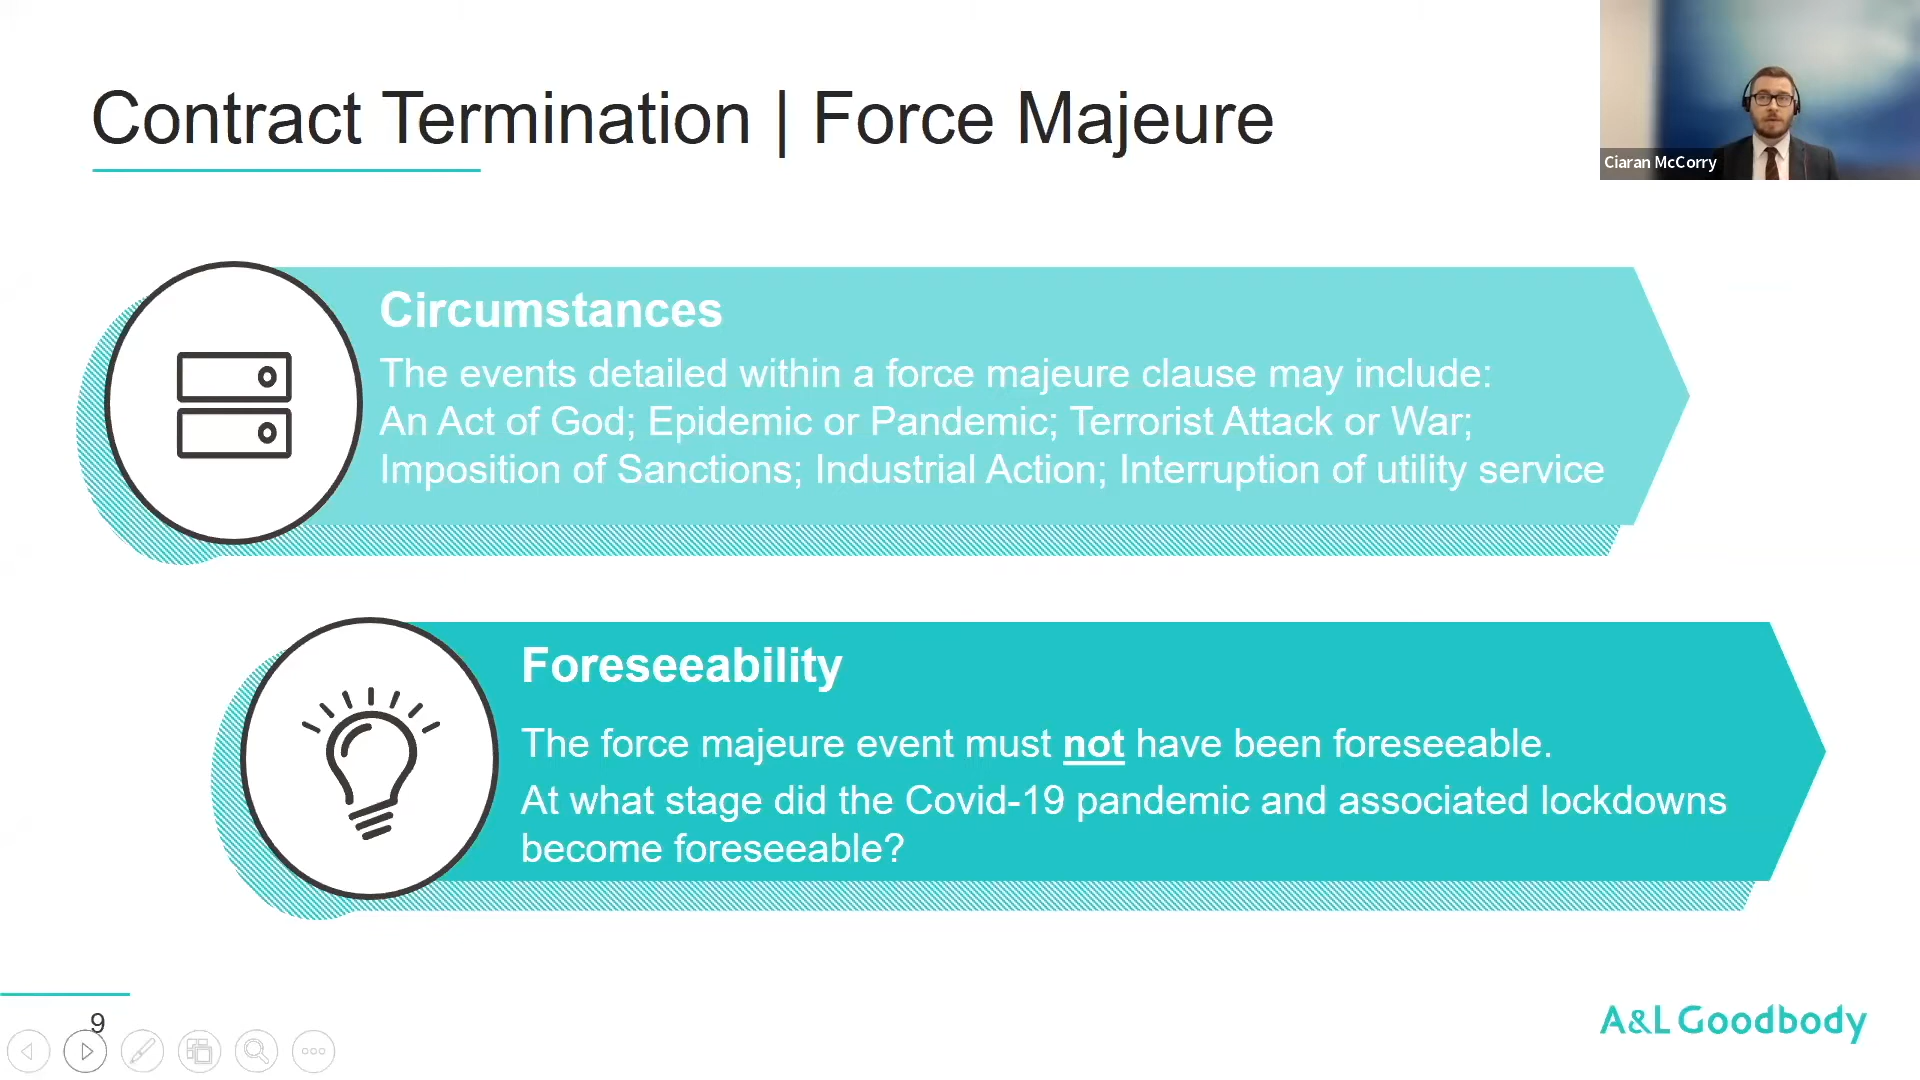 Contract Termination | Force Majeure
Ciaran McCorry
Circumstances
The events detailed within a force majeure clause may include:
An Act of God; Epidemic or Pandemic; Terrorist Attack or War;
Imposition of Sanctions; Industrial Action; Interruption of utility service
Foreseeability
The force majeure event must not have been foreseeable.
At what stage did the Covid-19 pandemic and associated lockdowns
become foreseeable?
9
A&L Goodbody